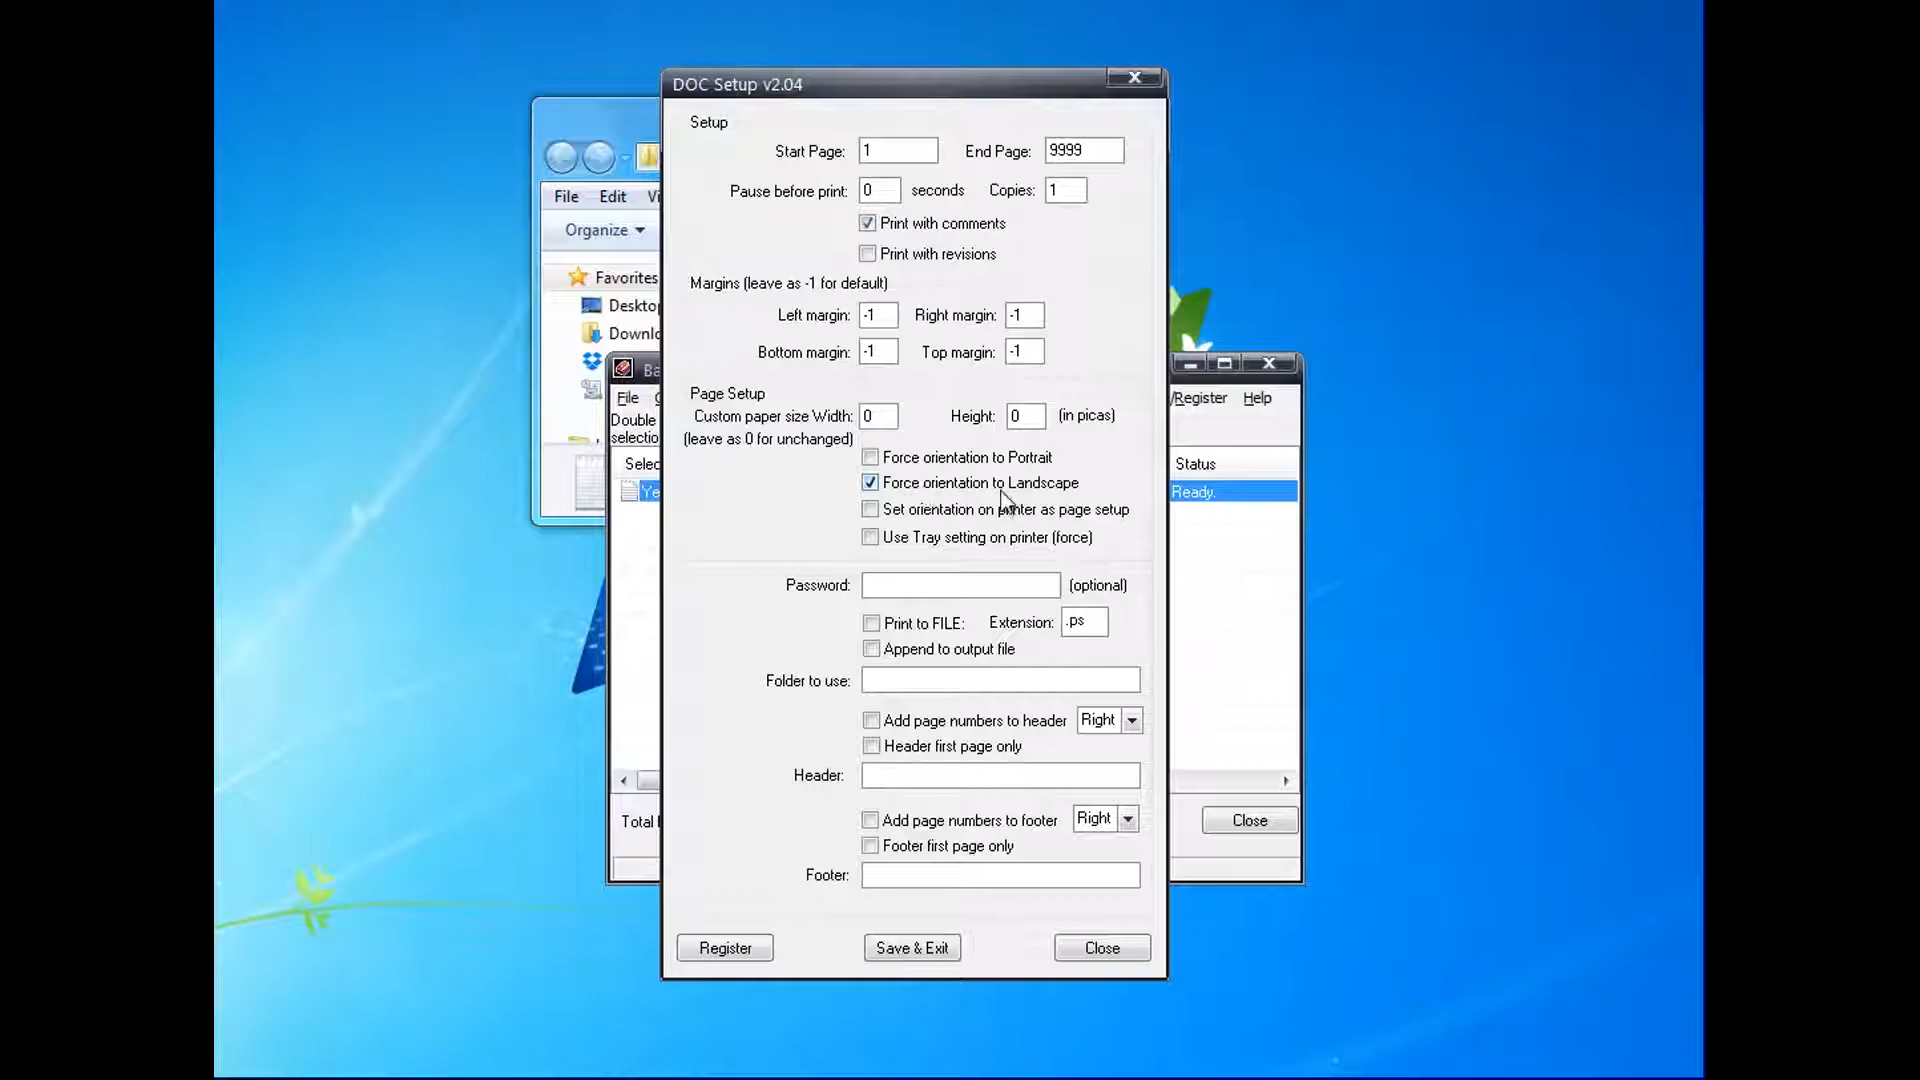 DOC Setup v2.04
X
Setup
Start Page: 1 End Page: 9999
Pause before print: 0 seconds Copies: 1
Print with comments
Print with revisions
Margins (leave as -1 for default)
Left margin: -1 Right margin: -1
Bottom margin: -1 Top margin: -1
Page Setup
Custom paper size Width: 0 Height: 0 (in picas)
(leave as 0 for unchanged)
Force orientation to Portrait
Force orientation to Landscape
Set orientation on printer as page setup
Use Tray setting on printer (force)
Password: (optional)
Print to FILE: Extension: .ps
Append to output file
Folder to use:
Add page numbers to header Right
Header first page only
Header:
Add page numbers to footer Right
Footer first page only
Footer:
Register Save & Exit Close
File Edit
Organize
Favorites
File
/Register Help
Double
Status
Ready.
Total
Close